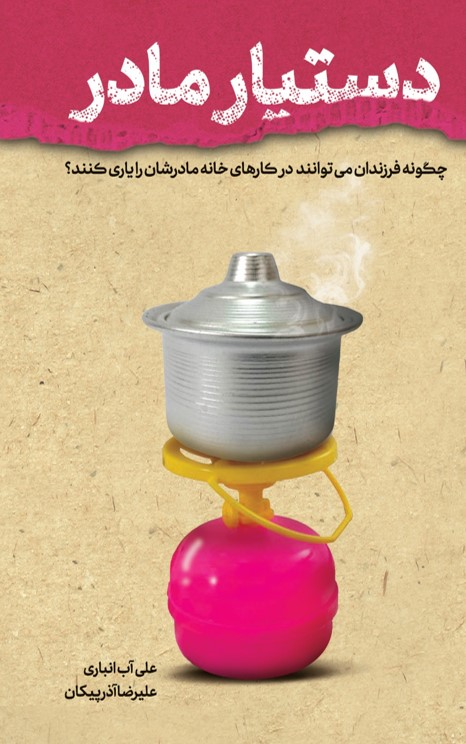 دستیار مادر
چگونه فرزندان می توانند در کارهای خانه مادرشان را یاری کنند؟
علی آب انباری
علیرضا آذرپیکان